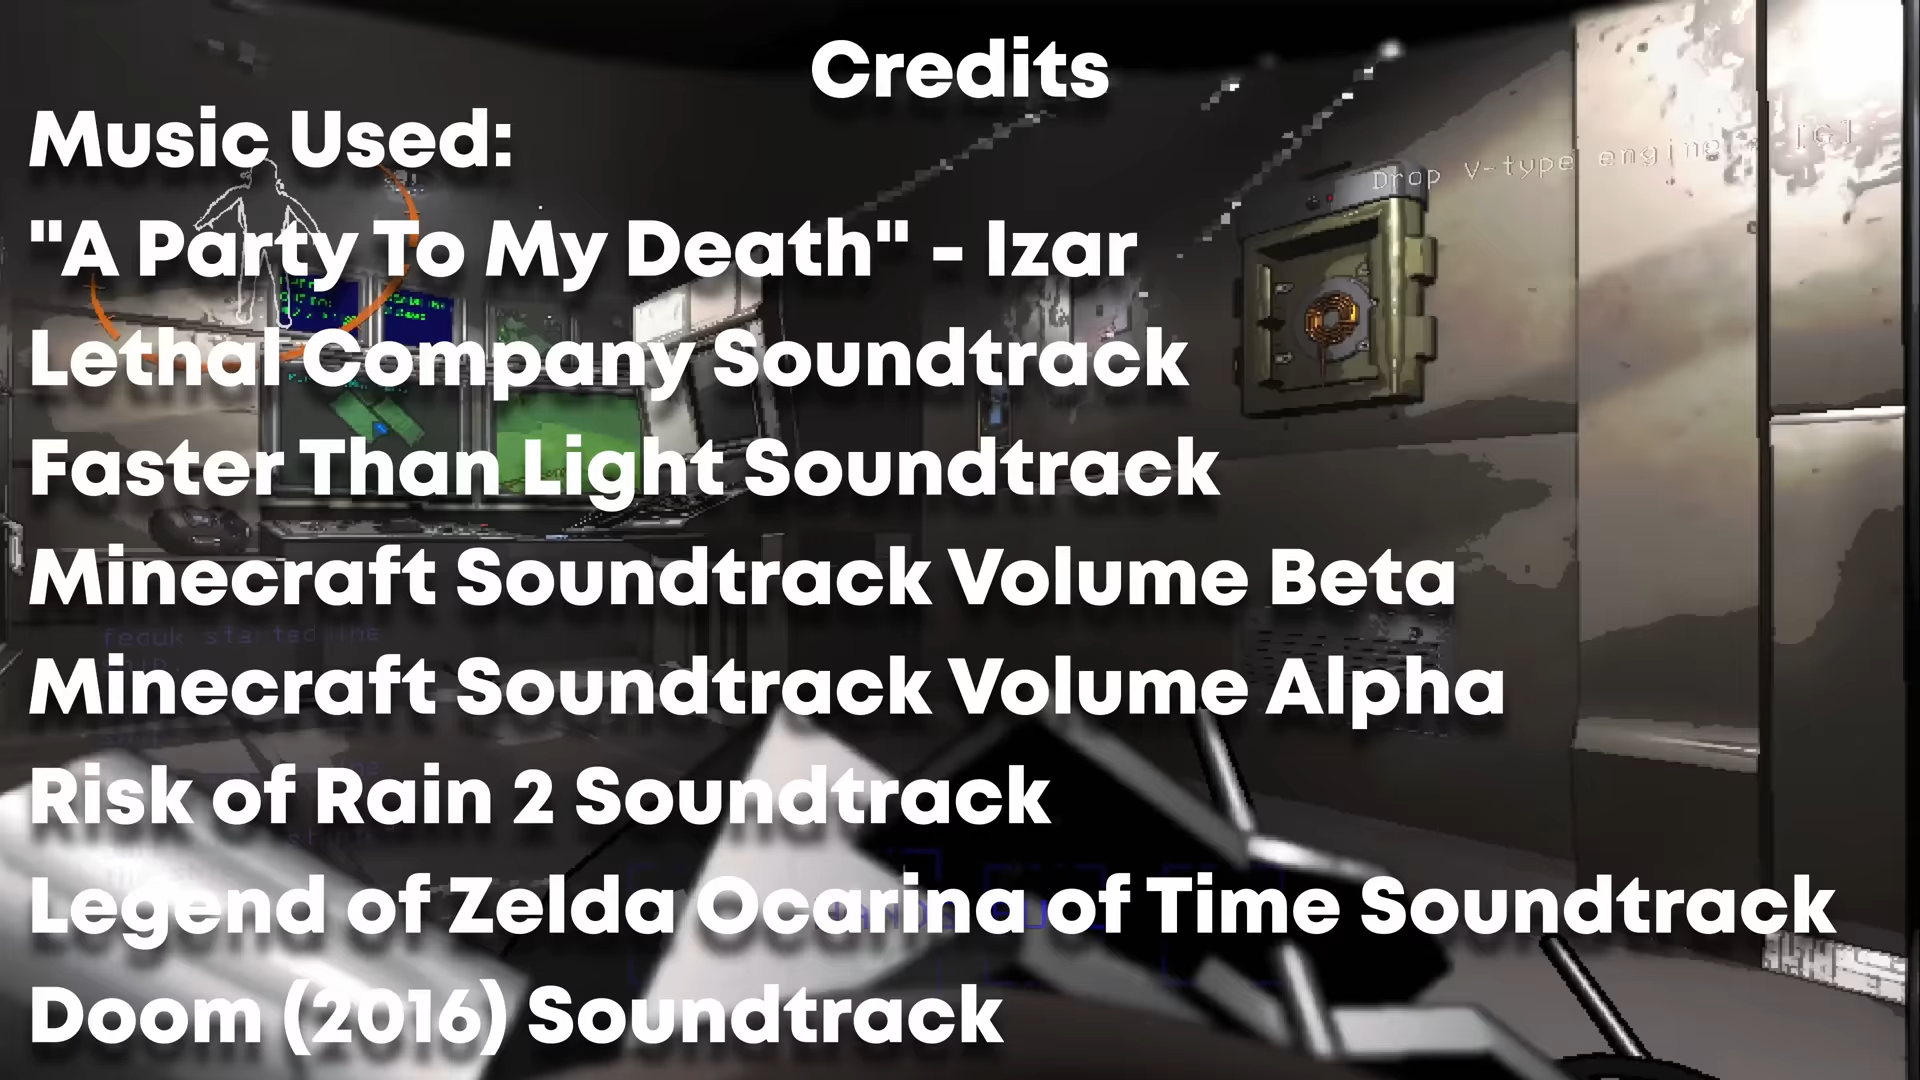 Credits
Music Used:
"A Party To My Death" - Izar
Lethal Company Soundtrack
Faster Than Light Soundtrack
Minecraft Soundtrack Volume Beta
Minecraft Soundtrack Volume Alpha
Risk of Rain 2 Soundtrack
Legend of Zelda Ocarina of Time Soundtrack
Doom (2016) Soundtrack
Drop V-type engine : [G]
started the